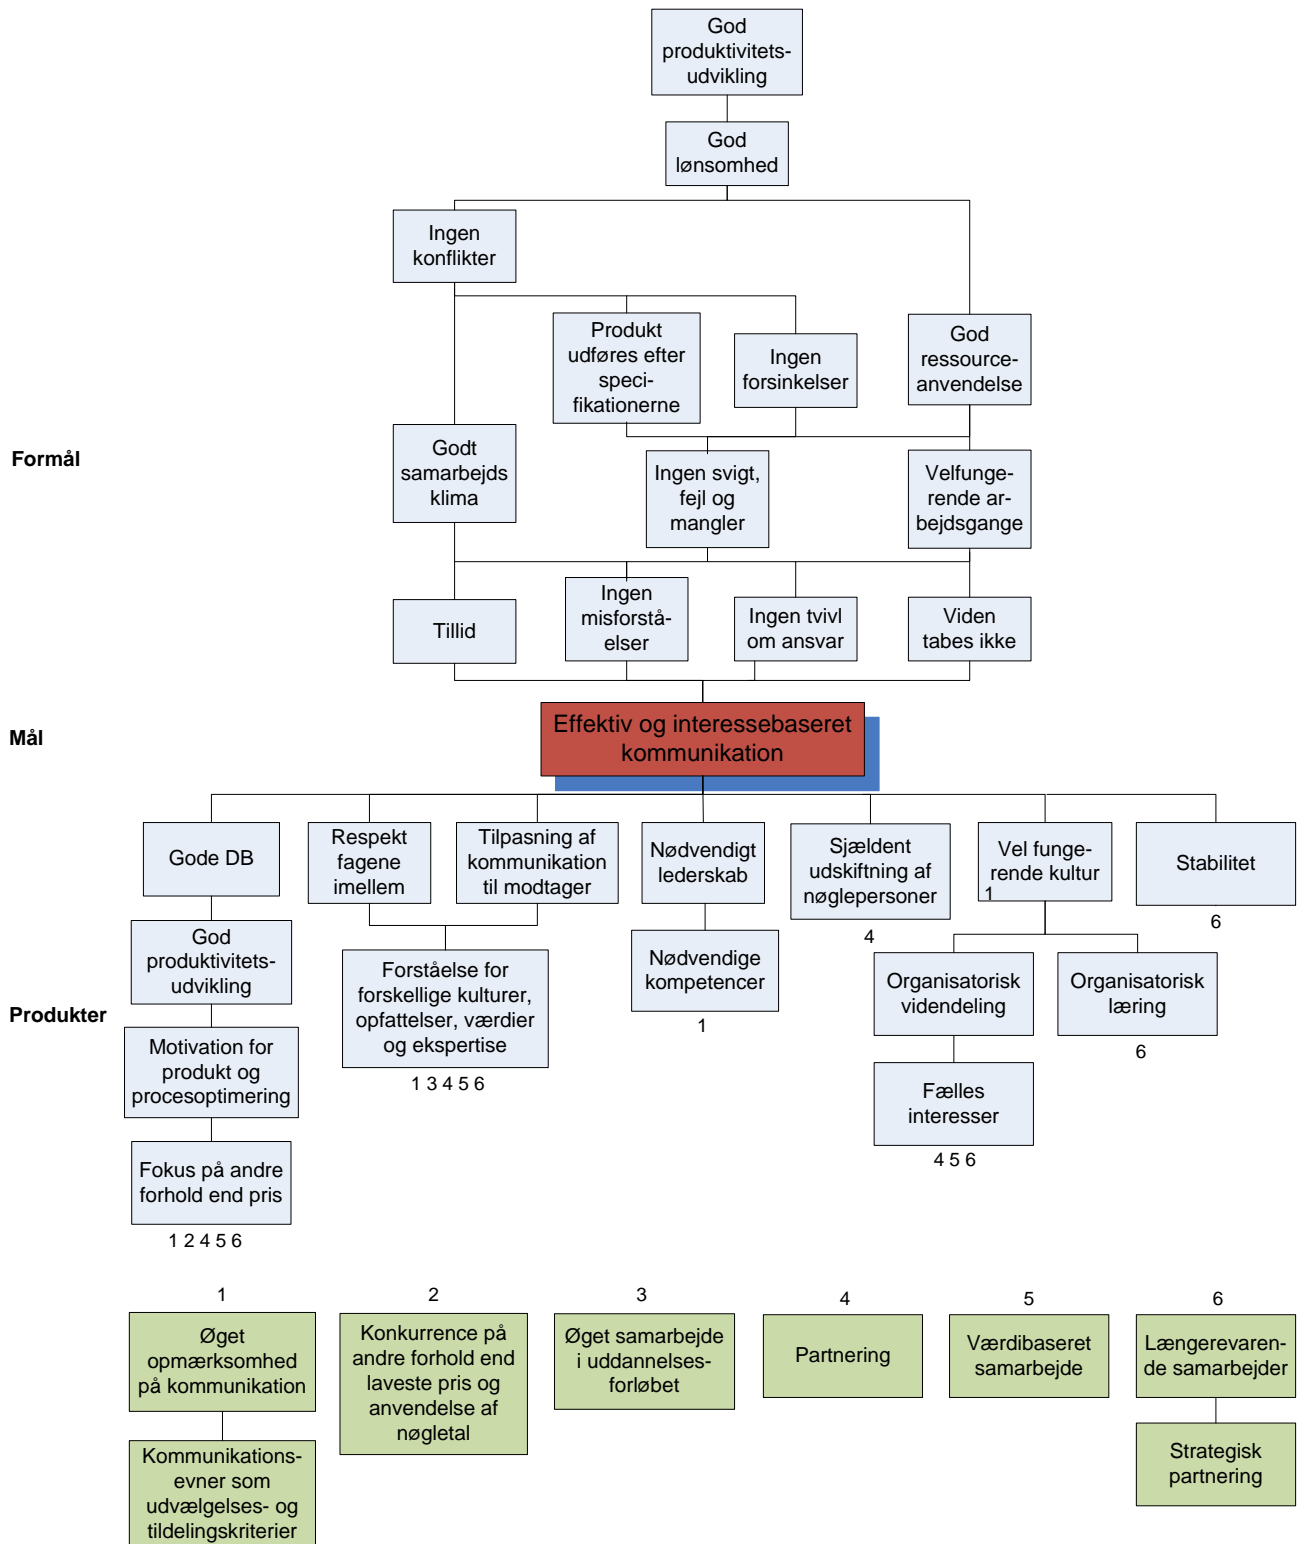 God
produktivitets-
udvikling
God
lønsomhed
Ingen
konflikter
Produkt
udføres efter
speci-
fikationerne
Ingen
forsinkelser
God
ressource-
anvendelse
Formål
Godt
samarbejds
klima
Ingen svigt,
fejl og
mangler
Velfunge-
rende ar-
bejdsgange
Tillid
Ingen
misforstå-
elser
Ingen tvivl
om ansvar
Viden
tabes ikke
Mål
Effektiv og interessebaseret
kommunikation
Gode DB
Respekt
fagene
imellem
Tilpasning af
kommunikation
til modtager
Nødvendigt
lederskab
Sjældent
udskiftning af
nøglepersoner
4
Vel funge-
rende kultur
1
Stabilitet
6
Produkter
God
produktivitets-
udvikling
Forståelse for
forskellige kulturer,
opfattelser, værdier
og ekspertise
1 3 4 5 6
Nødvendige
kompetencer
1
Organisatorisk
videndeling
Organisatorisk
læring
6
Motivation for
produkt og
procesoptimering
Fælles
interesser
4 5 6
Fokus på andre
forhold end pris
1 2 4 5 6
1
Øget
opmærksomhed
på kommunikation
Kommunikations-
evner som
udvælgelses- og
tildelingskriterier
2
Konkurrence på
andre forhold end
laveste pris og
anvendelse af
nøgletal
3
Øget samarbejde
i uddannelses-
forløbet
4
Partnering
5
Værdibaseret
samarbejde
6
Længerevaren-
de samarbejder
Strategisk
partnering